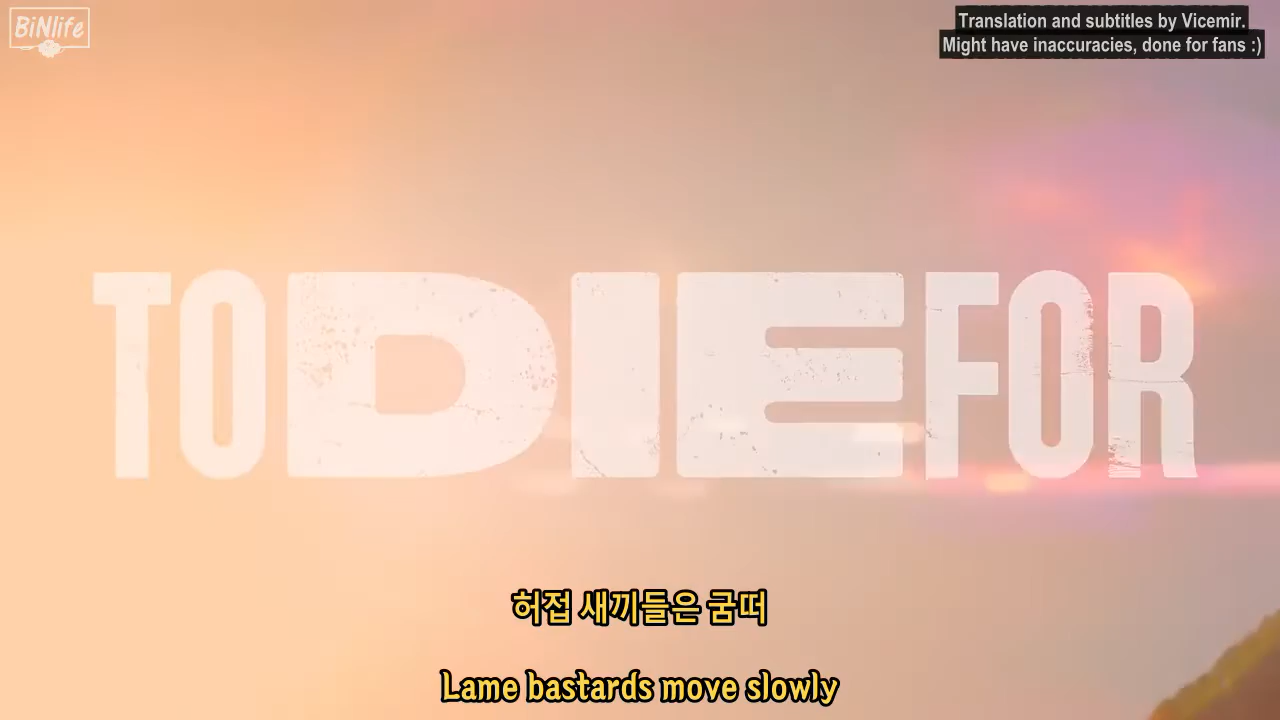 BiNlife
Translation and subtitles by Vicemir.
Might have inaccuracies, done for fans :)
TO DIE FOR
허접 새끼들은 굼떠
Lame bastards move slowly